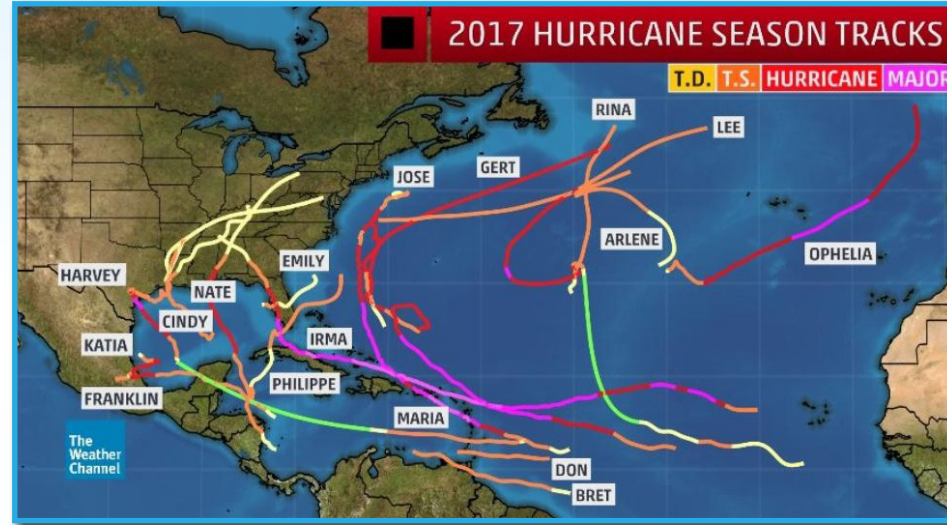 2017 HURRICANE SEASON TRACKS
T.D. T.S. HURRICANE MAJOR
RINA
LEE
GERT
JOSE
ARLENE
OPHELIA
EMILY
HARVEY
NATE
CINDY
IRMA
KATIA
PHILIPPE
FRANKLIN
MARIA
The
Weather
Channel
DON
BRET